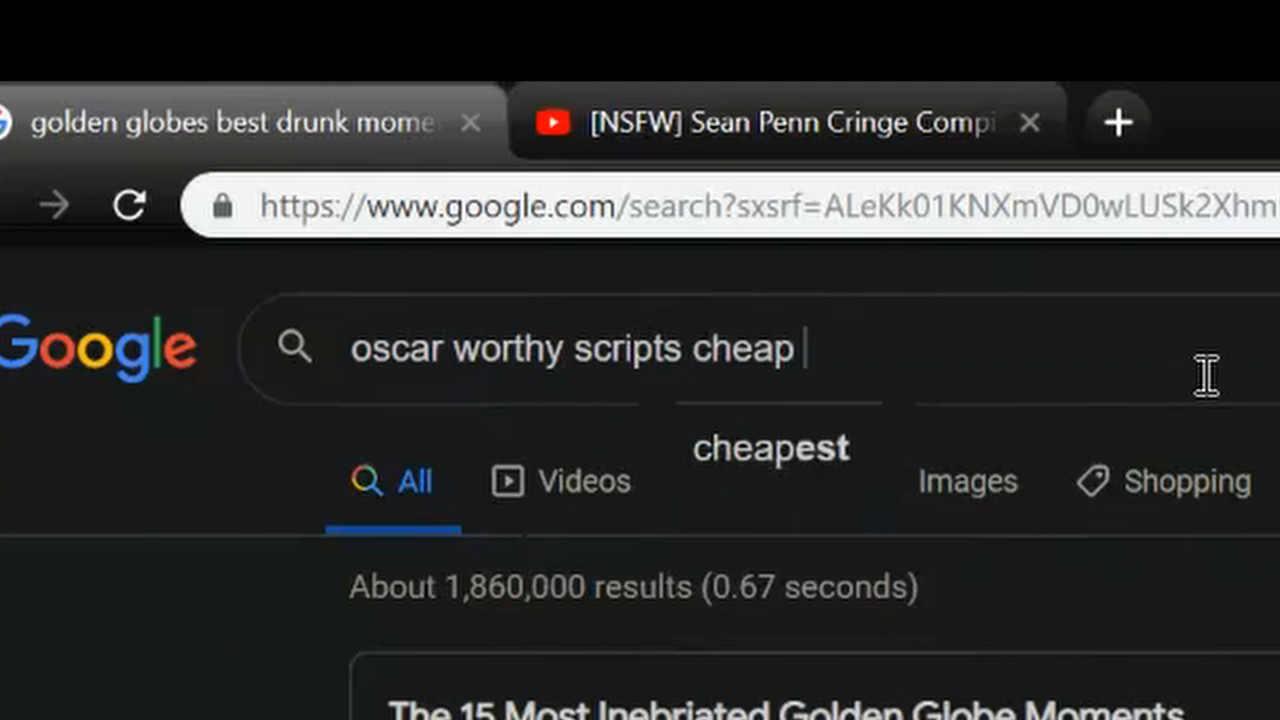 golden globes best drunk mome
[NSFW] Sean Penn Cringe Compi
https://www.google.com/search?sxsrf=ALeKk01KNXmVD0wLUSk2Xhm
Google
oscar worthy scripts cheap
cheapest
All Videos Images Shopping
About 1,860,000 results (0.67 seconds)
The 15 Most Inebriated Golden Globe Moments